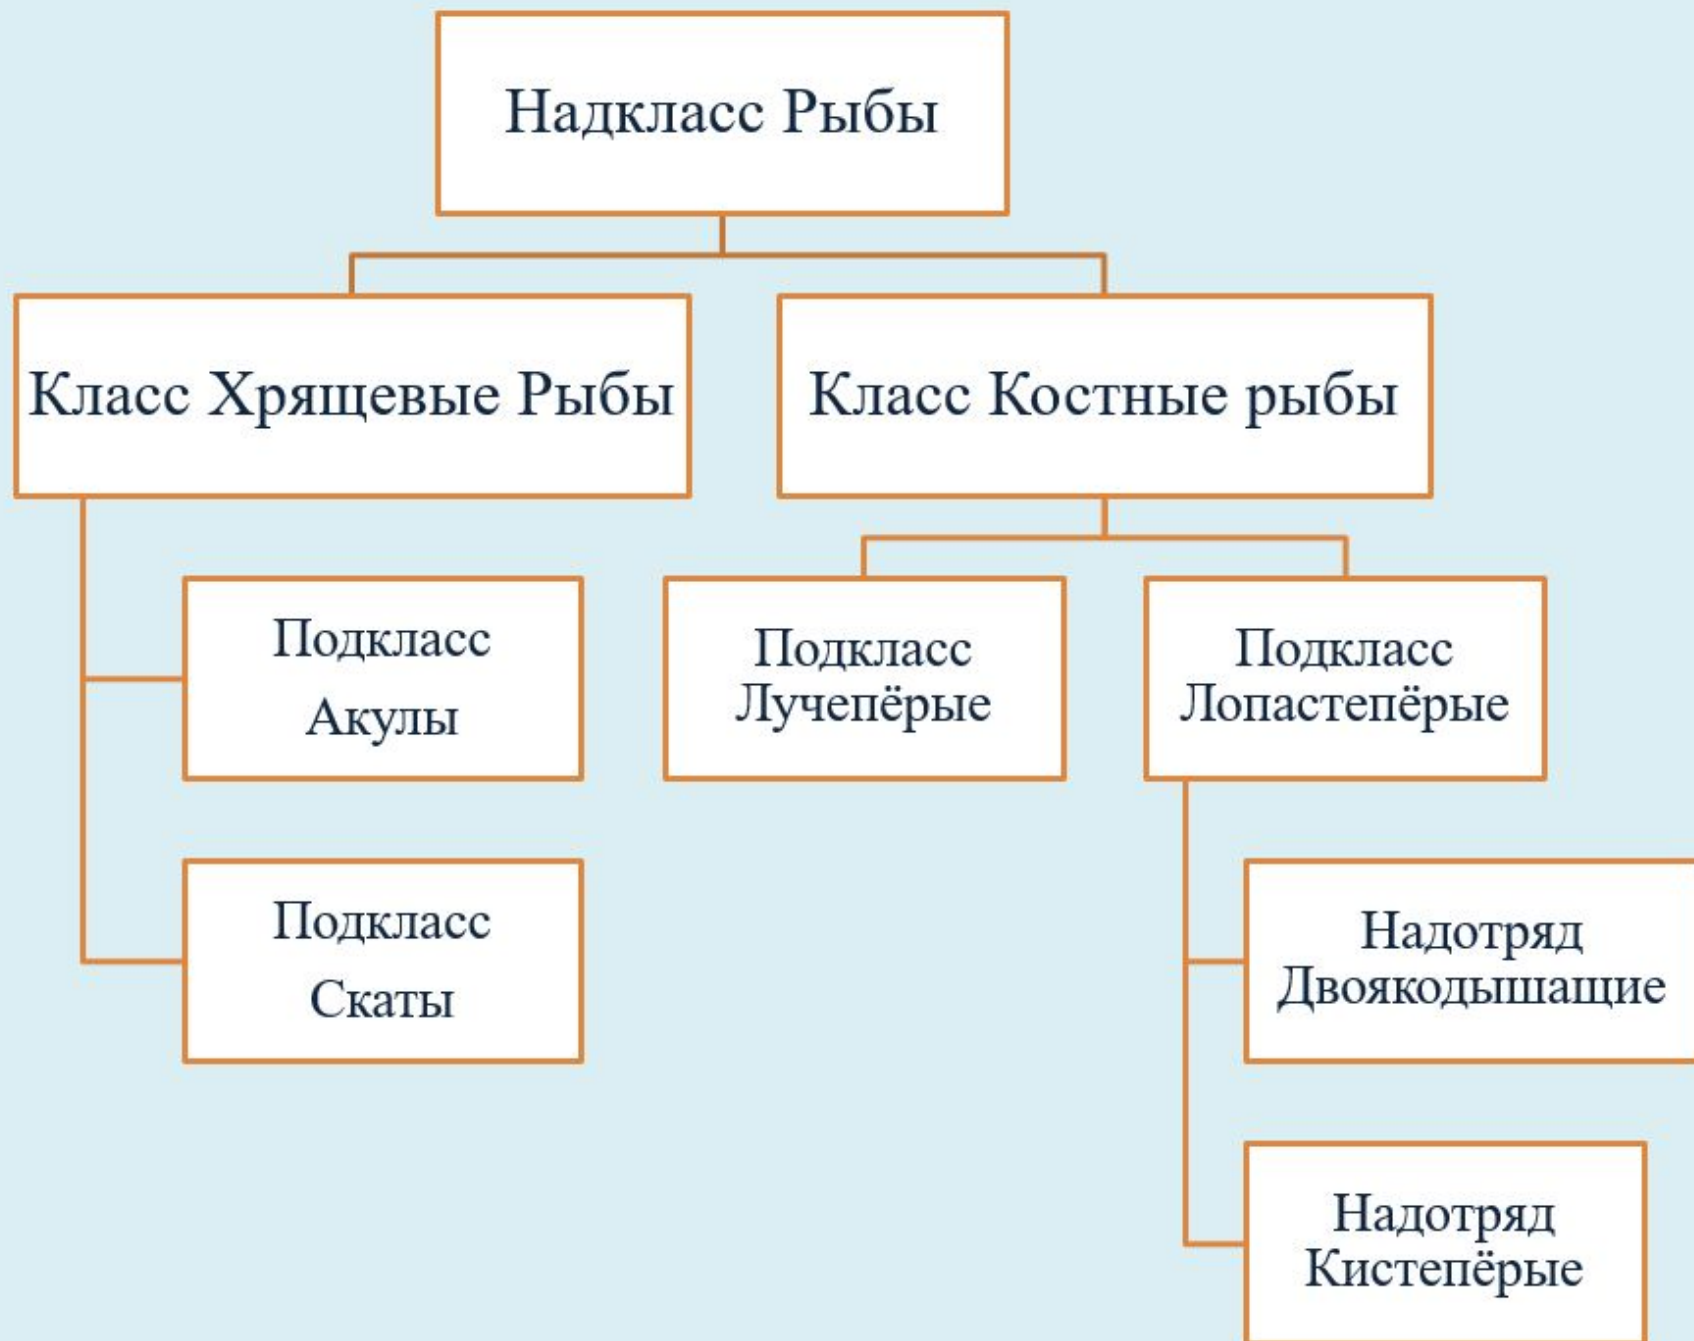 Надкласс Рыбы
Класс Хрящевые Рыбы
Класс Костные рыбы
Подкласс
Акулы
Подкласс
Скаты
Подкласс
Лучепёрые
Подкласс
Лопастепёрые
Надотряд
Двоякодышащие
Надотряд
Кистепёрые